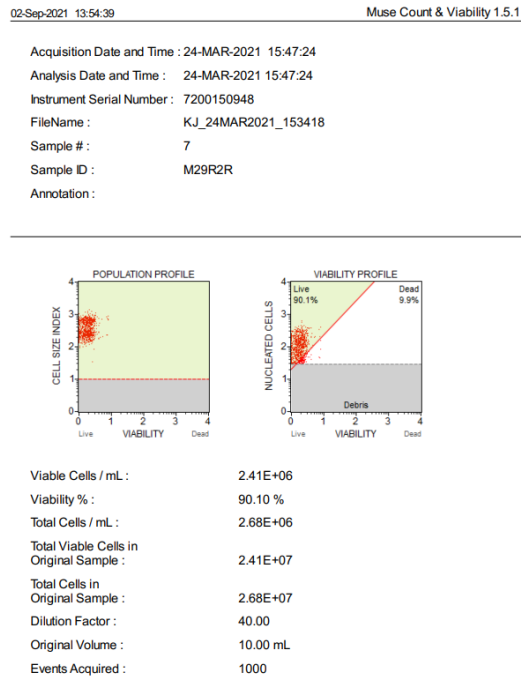 02-Sep-2021 13:54:39 Muse Count & Viability 1.5.1
Acquisition Date and Time : 24-MAR-2021 15:47:24
Analysis Date and Time : 24-MAR-2021 15:47:24
Instrument Serial Number : 7200150948
FileName : KJ_24MAR2021_153418
Sample # : 7
Sample ID : M29R2R
Annotation :
POPULATION PROFILE
4
3
2
1
0
CELL SIZE INDEX
0 1 2 3 4
Live VIABILITY Dead
VIABILITY PROFILE
4
3
2
1
0
NUCLEATED CELLS
Live Dead
90.1% 9.9%
Debris
0 1 2 3 4
Live VIABILITY Dead
Viable Cells / mL : 2.41E+06
Viability % : 90.10 %
Total Cells / mL : 2.68E+06
Total Viable Cells in
Original Sample : 2.41E+07
Total Cells in
Original Sample : 2.68E+07
Dilution Factor : 40.00
Original Volume : 10.00 mL
Events Acquired : 1000